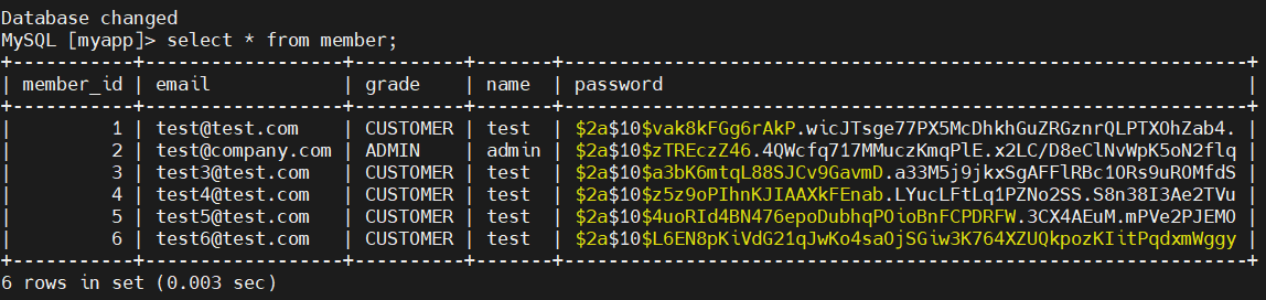 Database changed
MySQL [myapp]> select * from member;
+-----------+------------------+----------+-------+--------------------------------------------------------------+
| member_id | email            | grade    | name  | password                                                     |
+-----------+------------------+----------+-------+--------------------------------------------------------------+
|         1 | test@test.com    | CUSTOMER | test  | $2a$10$vak8kFGg6rAkP.wicJTsge77PX5McDhkhGuZRGznrQLPTXOhZab4. |
|         2 | test@company.com | ADMIN    | admin | $2a$10$zTREczZ46.4QWcfq717MMuczKmqPlE.x2LC/D8eClNvWpK5oN2flq |
|         3 | test3@test.com   | CUSTOMER | test  | $2a$10$a3bK6mtqL88SJCv9GavmD.a33M5j9jkxSgAFFlRBc1ORs9uROMfdS |
|         4 | test4@test.com   | CUSTOMER | test  | $2a$10$z5z9oPIhnKJIAAXkFEnab.LYucLFtLq1PZNo2SS.S8n38I3Ae2TVu |
|         5 | test5@test.com   | CUSTOMER | test  | $2a$10$4uoRId4BN476epoDubhqPOioBnFCPDRFW.3CX4AEuM.mPVe2PJEMO |
|         6 | test6@test.com   | CUSTOMER | test  | $2a$10$L6EN8pKiVdG21qJwKo4saOjSGiw3K764XZUQkpozKIitPqdxmWggy |
+-----------+------------------+----------+-------+--------------------------------------------------------------+
6 rows in set (0.003 sec)